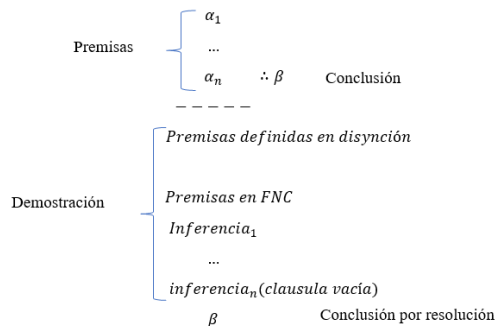 α₁
Premisas
...
αₙ ∴ β Conclusión
_ _ _ _ _
Premisas definidas en disynción
Demostración
Premisas en FNC
Inferencia₁
...
inferenciaₙ(clausula vacía)
β Conclusión por resolución